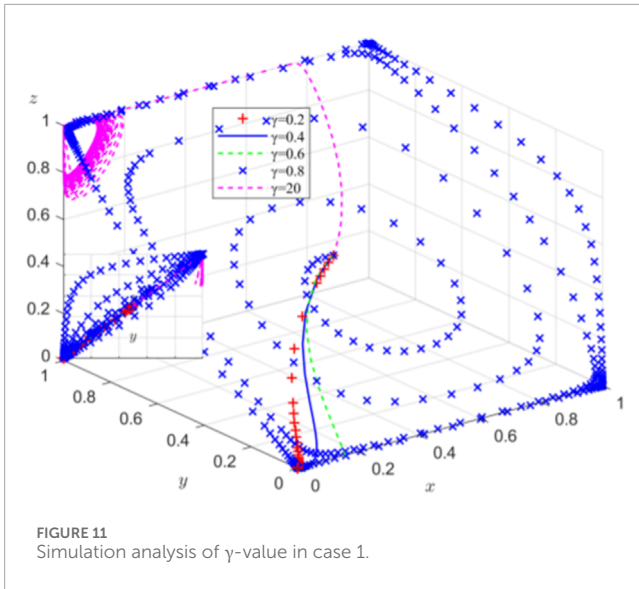 z
1
0.8
0.6
0.4
0.2
0
γ=0.2
γ=0.4
γ=0.6
γ=0.8
γ=20
y
1
0.8
0.6
0.4
0.2
0
y
0
0.2
0.4
0.6
0.8
1
x
FIGURE 11
Simulation analysis of γ-value in case 1.